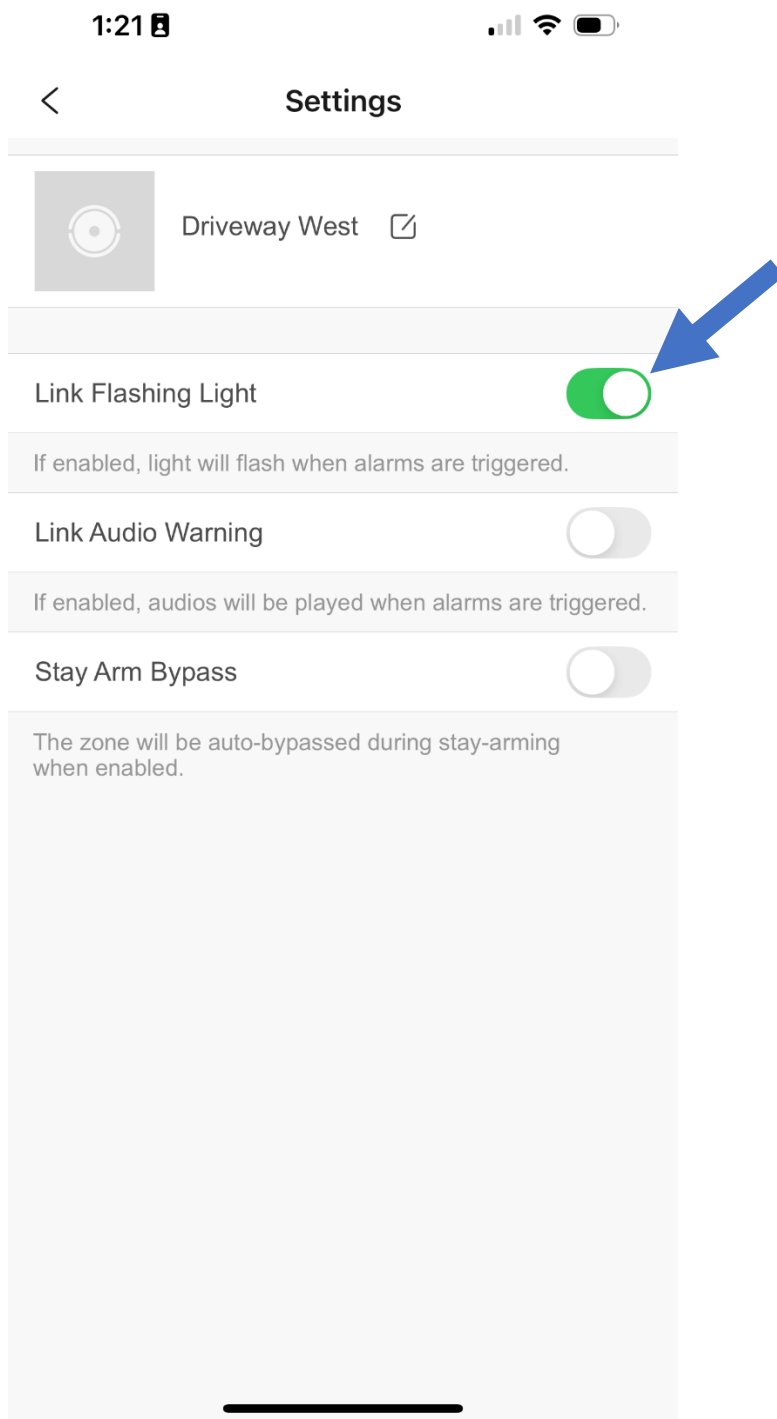 1:21
Settings
Driveway West
Link Flashing Light
If enabled, light will flash when alarms are triggered.
Link Audio Warning
If enabled, audios will be played when alarms are triggered.
Stay Arm Bypass
The zone will be auto-bypassed during stay-arming
when enabled.